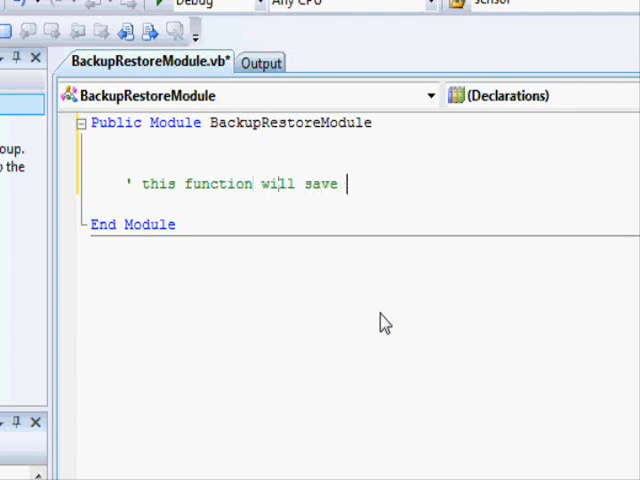 Debug Any CPU sensor
BackupRestoreModule.vb* Output
BackupRestoreModule (Declarations)
Public Module BackupRestoreModule
oup.
the
' this function will save
End Module